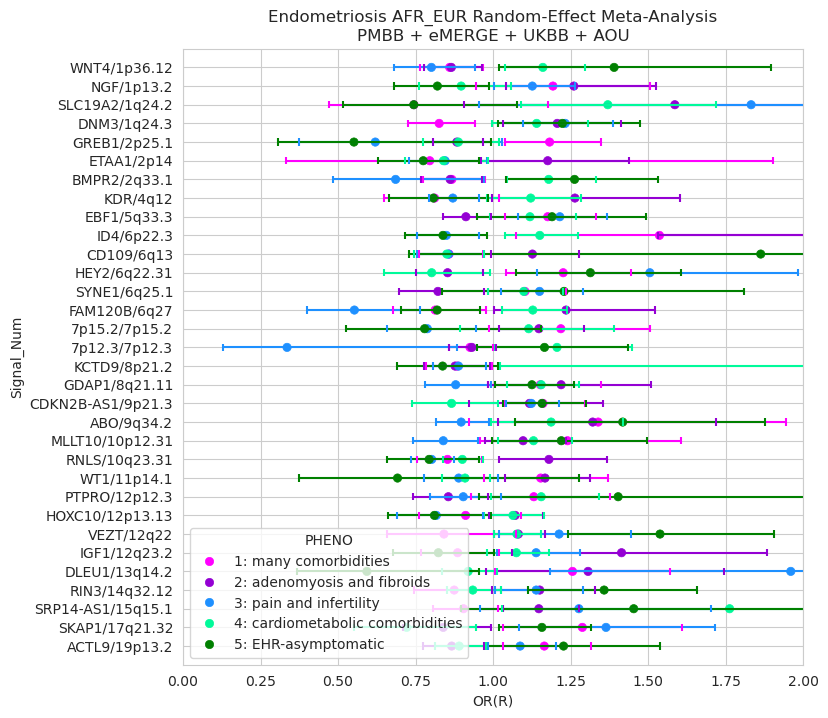 Endometriosis AFR_EUR Random-Effect Meta-Analysis
PMBB + eMERGE + UKBB + AOU
Signal_Num
WNT4/1p36.12
NGF/1p13.2
SLC19A2/1q24.2
DNM3/1q24.3
GREB1/2p25.1
ETAA1/2p14
BMPR2/2q33.1
KDR/4q12
EBF1/5q33.3
ID4/6p22.3
CD109/6q13
HEY2/6q22.31
SYNE1/6q25.1
FAM120B/6q27
7p15.2/7p15.2
7p12.3/7p12.3
KCTD9/8p21.2
GDAP1/8q21.11
CDKN2B-AS1/9p21.3
ABO/9q34.2
MLLT10/10p12.31
RNLS/10q23.31
WT1/11p14.1
PTPRO/12p12.3
HOXC10/12p13.13
VEZT/12q22
IGF1/12q23.2
DLEU1/13q14.2
RIN3/14q32.12
SRP14-AS1/15q15.1
SKAP1/17q21.32
ACTL9/19p13.2
PHENO
1: many comorbidities
2: adenomyosis and fibroids
3: pain and infertility
4: cardiometabolic comorbidities
5: EHR-asymptomatic
0.00 0.25 0.50 0.75 1.00 1.25 1.50 1.75 2.00
OR(R)